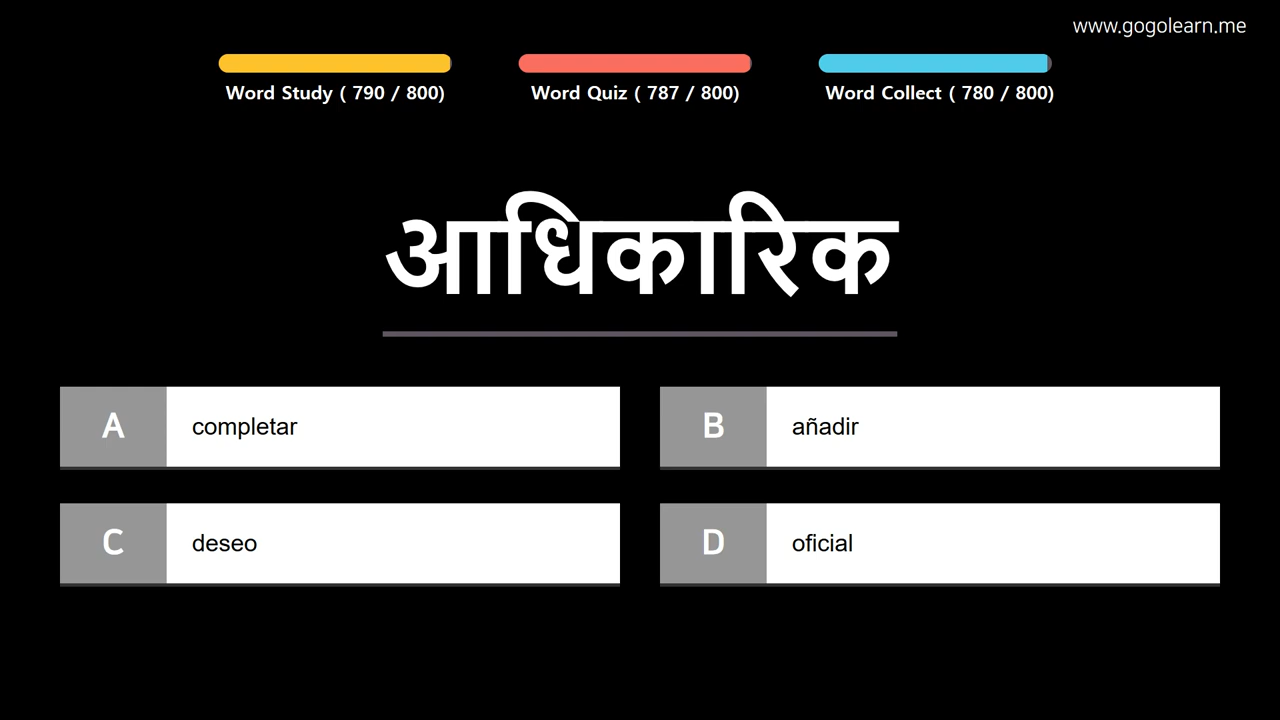 www.gogolearn.me
Word Study ( 790 / 800)
Word Quiz ( 787 / 800)
Word Collect ( 780 / 800)
आधिकारिक
A completar
B añadir
C deseo
D oficial